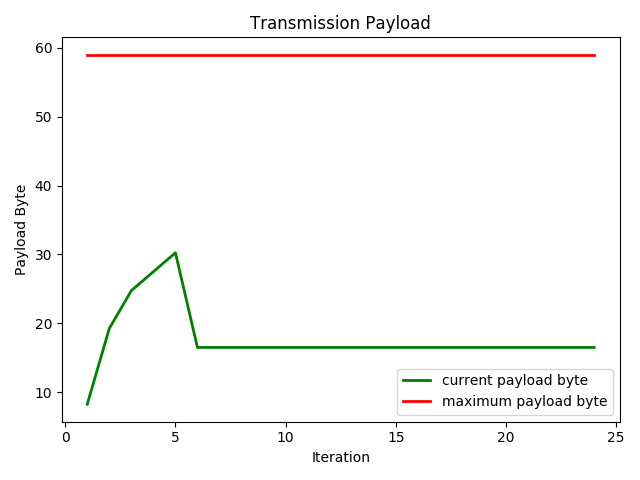 Transmission Payload
Payload Byte
60
50
40
30
20
10
0
5
10
15
20
25
Iteration
current payload byte
maximum payload byte